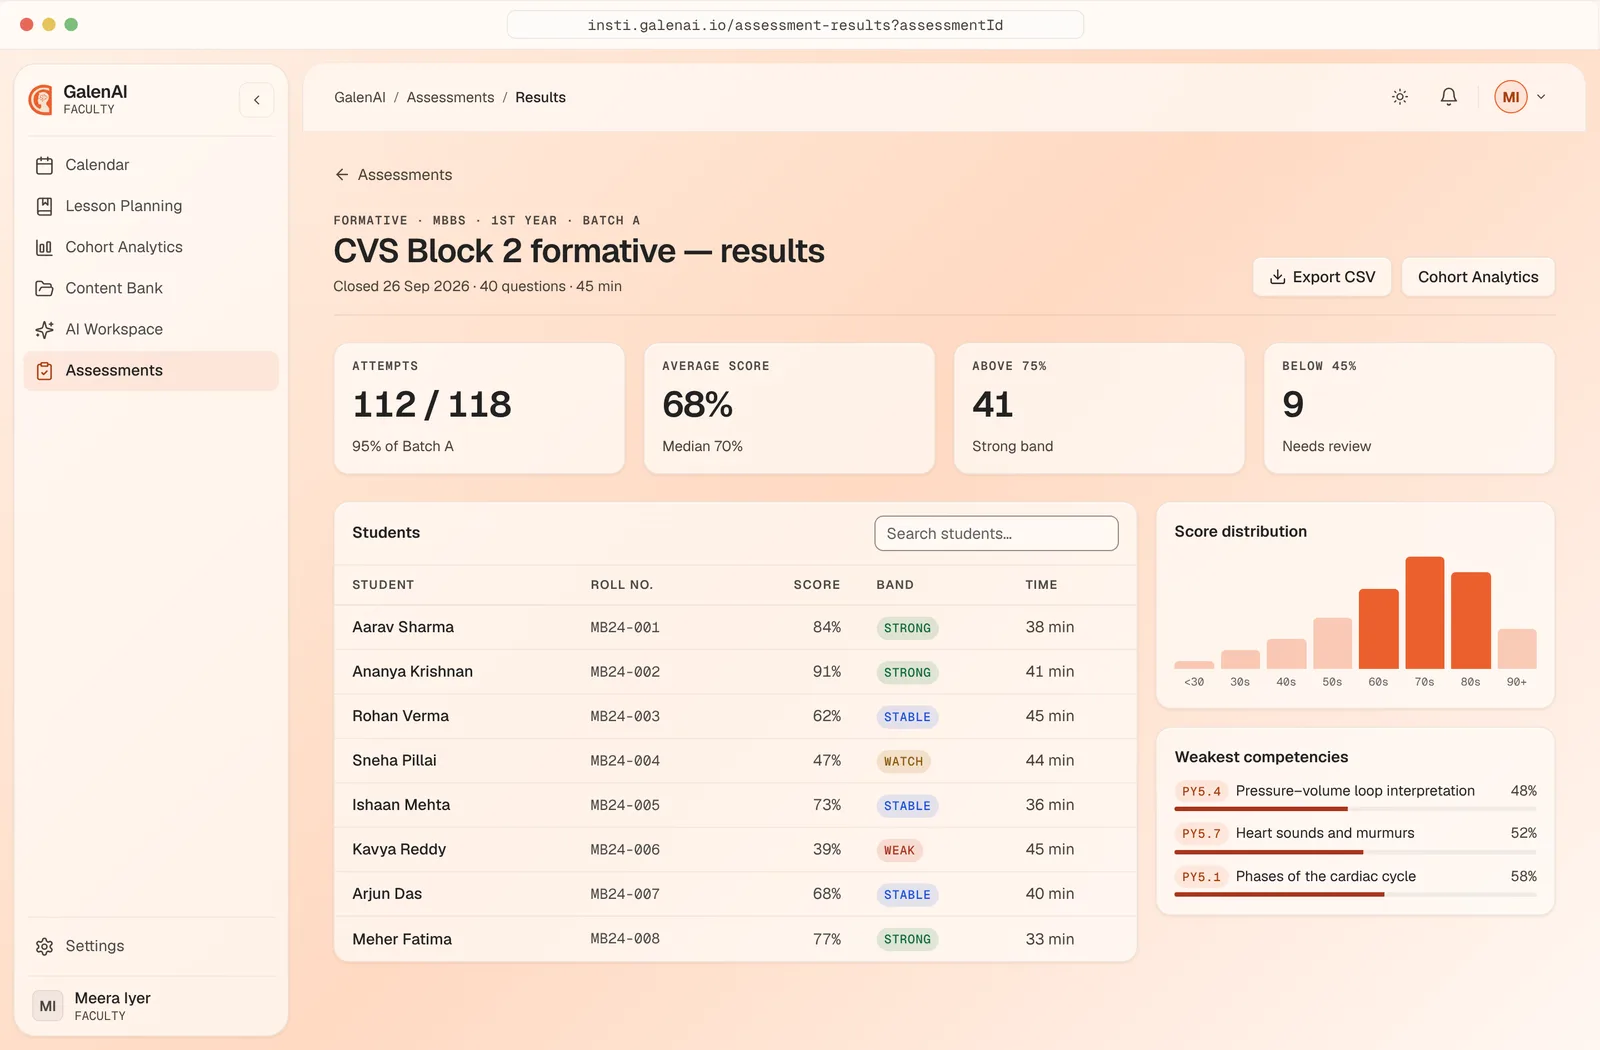 insti.galenai.io/assessment-results?assessmentId
GalenAI
FACULTY
Calendar
Lesson Planning
Cohort Analytics
Content Bank
AI Workspace
Assessments
Settings
MI
Meera Iyer
FACULTY
GalenAI / Assessments / Results
MI
← Assessments
FORMATIVE · MBBS · 1ST YEAR · BATCH A
CVS Block 2 formative — results
Closed 26 Sep 2026 · 40 questions · 45 min
Export CSV
Cohort Analytics
ATTEMPTS
112 / 118
95% of Batch A
AVERAGE SCORE
68%
Median 70%
ABOVE 75%
41
Strong band
BELOW 45%
9
Needs review
Students
Search students...
STUDENT ROLL NO. SCORE BAND TIME
Aarav Sharma MB24-001 84% STRONG 38 min
Ananya Krishnan MB24-002 91% STRONG 41 min
Rohan Verma MB24-003 62% STABLE 45 min
Sneha Pillai MB24-004 47% WATCH 44 min
Ishaan Mehta MB24-005 73% STABLE 36 min
Kavya Reddy MB24-006 39% WEAK 45 min
Arjun Das MB24-007 68% STABLE 40 min
Meher Fatima MB24-008 77% STRONG 33 min
Score distribution
<30 30s 40s 50s 60s 70s 80s 90+
Weakest competencies
PY5.4 Pressure–volume loop interpretation 48%
PY5.7 Heart sounds and murmurs 52%
PY5.1 Phases of the cardiac cycle 58%